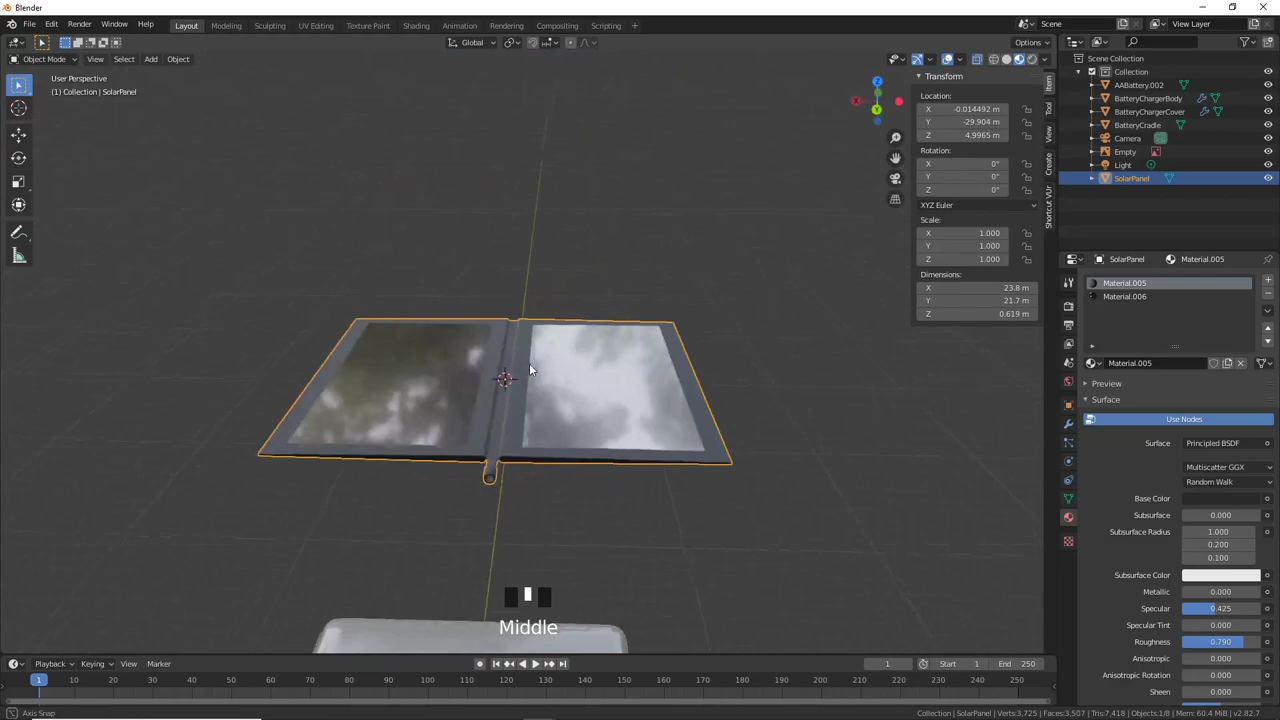 Blender
File Edit Render Window Help Layout Modeling Sculpting UV Editing Texture Paint Shading Animation Rendering Compositing Scripting + Scene View Layer
Global Options
Object Mode View Select Add Object
User Perspective
(1) Collection | SolarPanel
X
Y
Z
Transform
Location:
X -0.014492 m
Y -29.904 m
Z 4.9965 m
Rotation:
X 0°
Y 0°
Z 0°
XYZ Euler
Scale:
X 1.000
Y 1.000
Z 1.000
Dimensions:
X 23.8 m
Y 21.7 m
Z 0.619 m
Item
Tool
View
Create
Shortcut VUr
Scene Collection
Collection
AABattery.002
BatteryChargerBody
BatteryChargerCover
BatteryCradle
Camera
Empty
Light
SolarPanel
SolarPanel Material.005
Material.005
Material.006
Material.005
Preview
Surface
Use Nodes
Surface Principled BSDF
Multiscatter GGX
Random Walk
Base Color
Subsurface 0.000
Subsurface Radius 1.000
0.200
0.100
Subsurface Color
Metallic 0.000
Specular 0.425
Specular Tint 0.000
Roughness 0.790
Anisotropic 0.000
Anisotropic Rotation 0.000
Sheen 0.000
Middle
Playback Keying View Marker 1 Start 1 End 250
1 10 20 30 40 50 60 70 80 90 100 110 120 130 140 150 160 170 180 190 200 210 220 230 240 250
Axis Snap Collection | SolarPanel | Verts:3,725 | Faces:3,507 | Tris:7,418 | Objects:1/8 | Mem: 60.4 MiB | v2.82.7